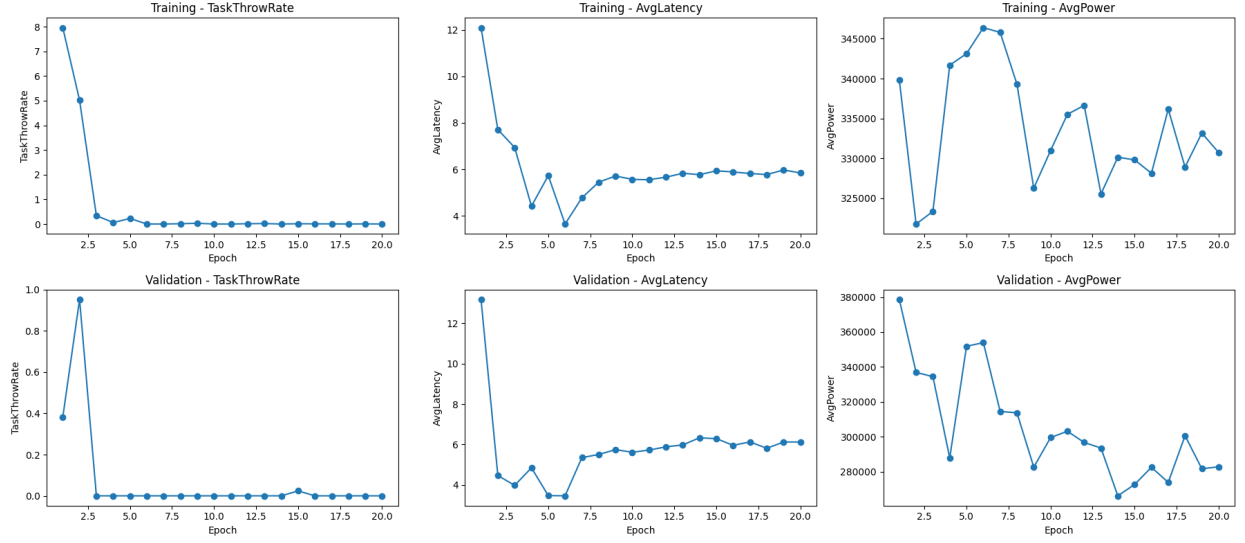 Training - TaskThrowRate
TaskThrowRate
8
7
6
5
4
3
2
1
0
2.5 5.0 7.5 10.0 12.5 15.0 17.5 20.0
Epoch
Training - AvgLatency
AvgLatency
12
10
8
6
4
2.5 5.0 7.5 10.0 12.5 15.0 17.5 20.0
Epoch
Training - AvgPower
AvgPower
345000
340000
335000
330000
325000
2.5 5.0 7.5 10.0 12.5 15.0 17.5 20.0
Epoch
Validation - TaskThrowRate
TaskThrowRate
1.0
0.8
0.6
0.4
0.2
0.0
2.5 5.0 7.5 10.0 12.5 15.0 17.5 20.0
Epoch
Validation - AvgLatency
AvgLatency
12
10
8
6
4
2.5 5.0 7.5 10.0 12.5 15.0 17.5 20.0
Epoch
Validation - AvgPower
AvgPower
380000
360000
340000
320000
300000
280000
2.5 5.0 7.5 10.0 12.5 15.0 17.5 20.0
Epoch